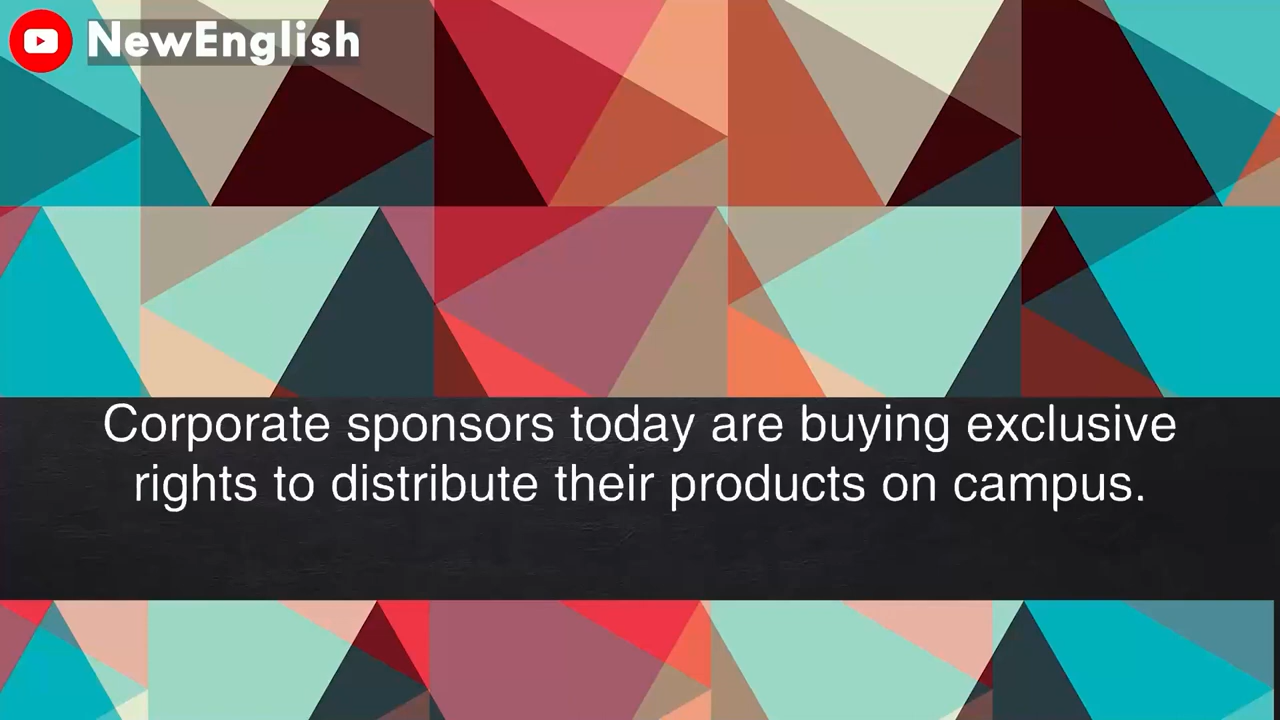 NewEnglish
Corporate sponsors today are buying exclusive
rights to distribute their products on campus.